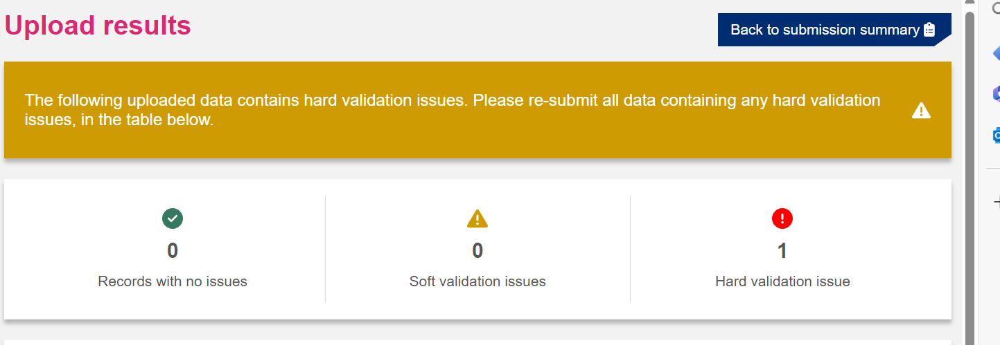 Upload results
Back to submission summary
The following uploaded data contains hard validation issues. Please re-submit all data containing any hard validation
issues, in the table below.
0
0
1
Records with no issues
Soft validation issues
Hard validation issue